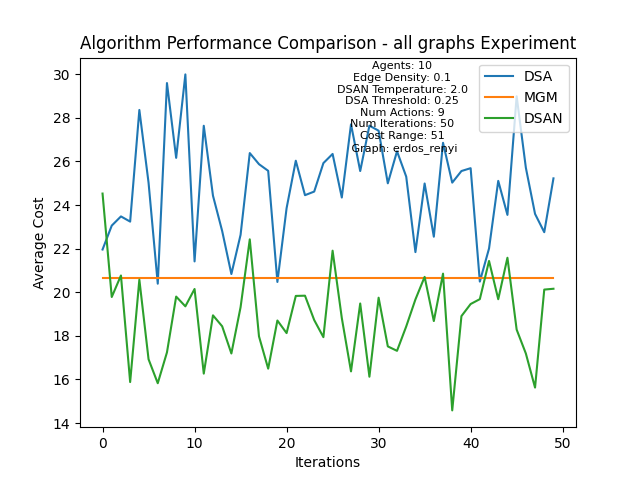 Algorithm Performance Comparison - all graphs Experiment
Agents: 10
Edge Density: 0.1
DSAN Temperature: 2.0
DSA Threshold: 0.25
Num Actions: 9
Num Iterations: 50
Cost Range: 51
Graph: erdos_renyi
DSA
MGM
DSAN
Average Cost
30
28
26
24
22
20
18
16
14
0
10
20
30
40
50
Iterations